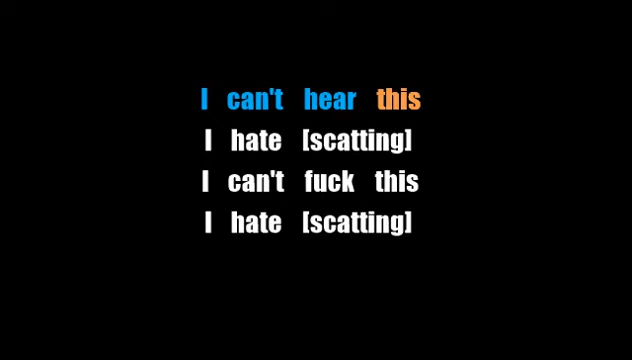 I can't hear this
I hate [scatting]
I can't fuck this
I hate [scatting]